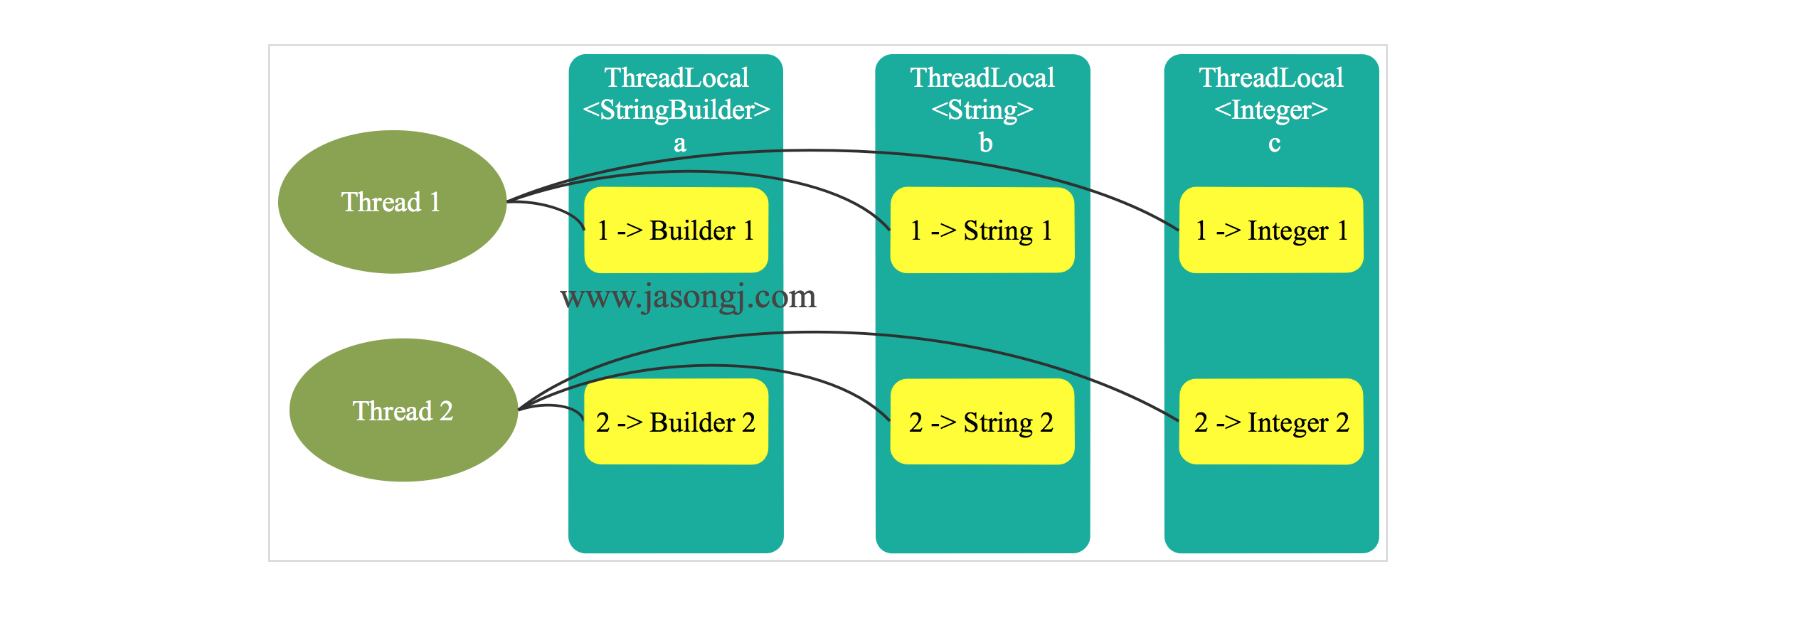 ThreadLocal
<StringBuilder>
a
ThreadLocal
<String>
b
ThreadLocal
<Integer>
c
Thread 1
1 -> Builder 1
1 -> String 1
1 -> Integer 1
www.jasongj.com
Thread 2
2 -> Builder 2
2 -> String 2
2 -> Integer 2